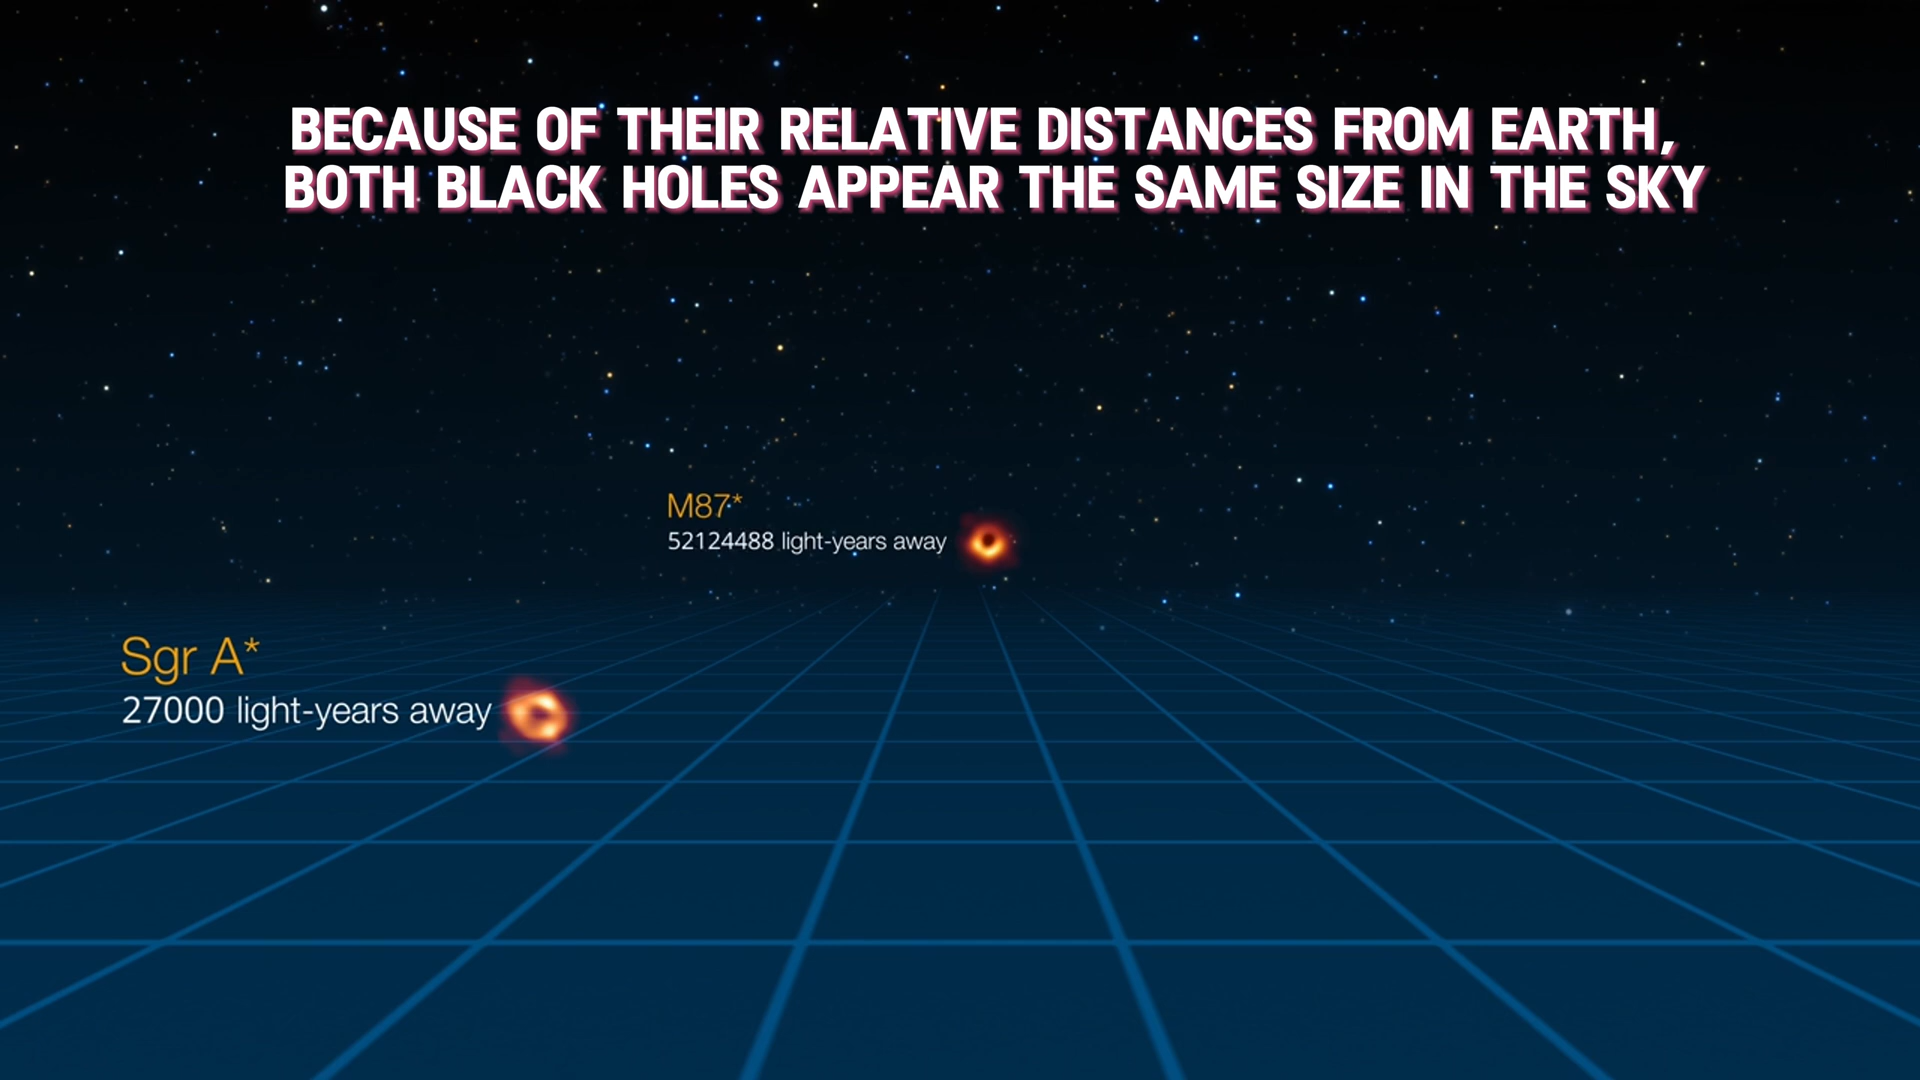 BECAUSE OF THEIR RELATIVE DISTANCES FROM EARTH,
BOTH BLACK HOLES APPEAR THE SAME SIZE IN THE SKY
M87*
52124488 light-years away
Sgr A*
27000 light-years away